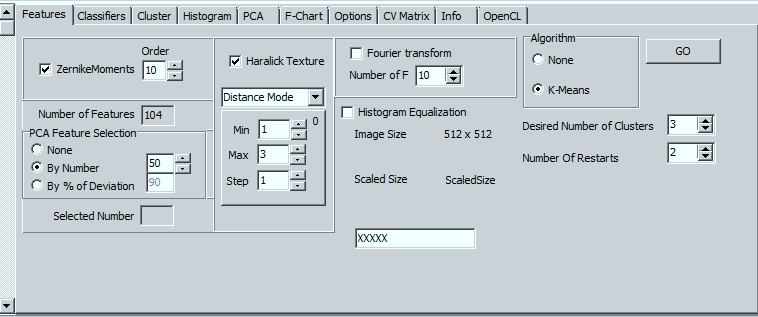 Features Classifiers Cluster Histogram PCA F-Chart Options CV Matrix Info OpenCL
Order
ZernikeMoments 10
Number of Features 104
PCA Feature Selection
None
By Number 50
By % of Deviation 90
Selected Number
Haralick Texture
Distance Mode
0
Min 1
Max 3
Step 1
Fourier transform
Number of F 10
Histogram Equalization
Image Size 512 x 512
Scaled Size ScaledSize
XXXXX
Algorithm
None
K-Means
GO
Desired Number of Clusters 3
Number Of Restarts 2